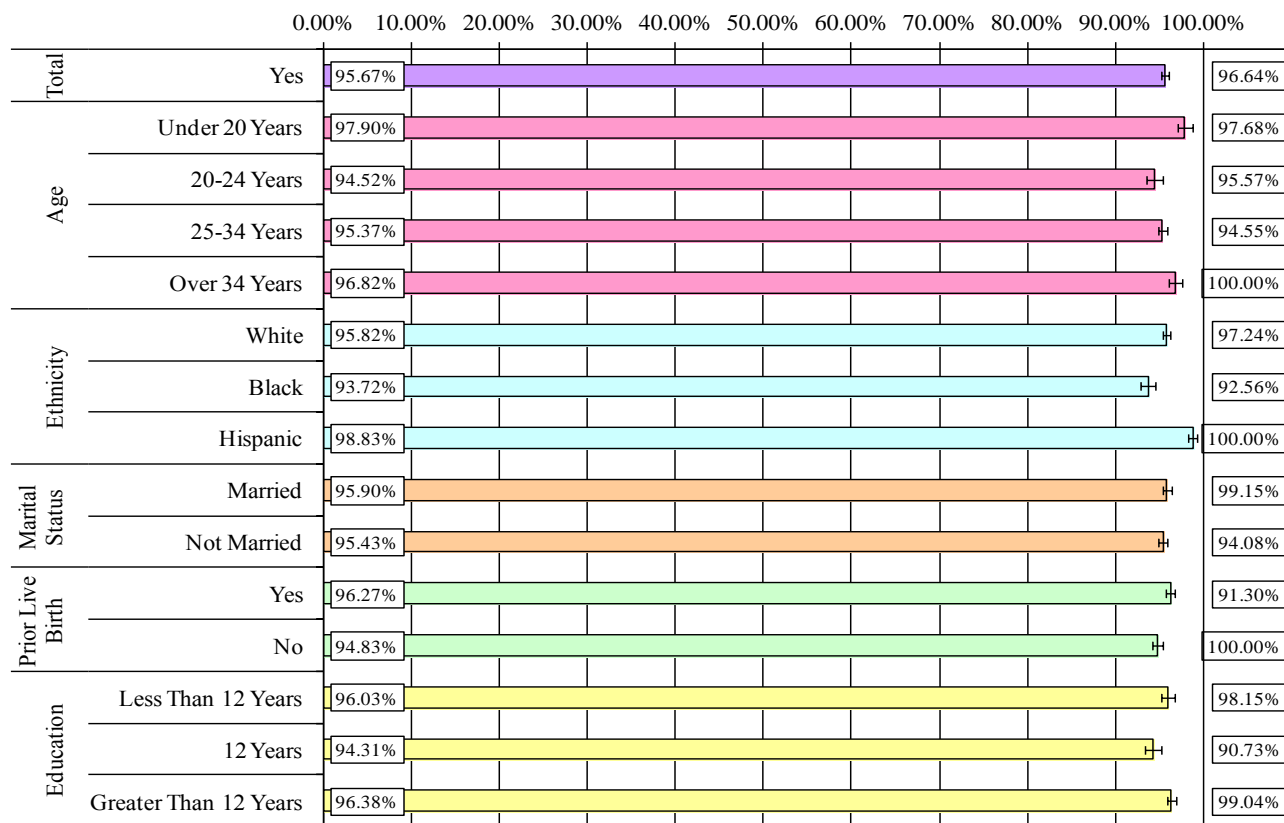 0.00% 10.00% 20.00% 30.00% 40.00% 50.00% 60.00% 70.00% 80.00% 90.00% 100.00%
Total
Yes 95.67% 96.64%
Age
Under 20 Years 97.90% 97.68%
20-24 Years 94.52% 95.57%
25-34 Years 95.37% 94.55%
Over 34 Years 96.82% 100.00%
Ethnicity
White 95.82% 97.24%
Black 93.72% 92.56%
Hispanic 98.83% 100.00%
Marital
Status
Married 95.90% 99.15%
Not Married 95.43% 94.08%
Prior Live
Birth
Yes 96.27% 91.30%
No 94.83% 100.00%
Education
Less Than 12 Years 96.03% 98.15%
12 Years 94.31% 90.73%
Greater Than 12 Years 96.38% 99.04%